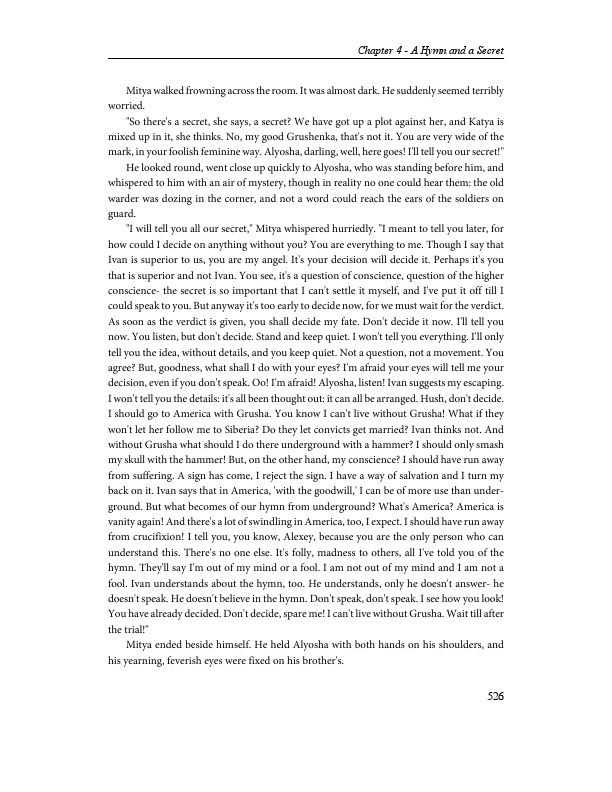 Chapter 4 - A Hymn and a Secret
Mitya walked frowning across the room. It was almost dark. He suddenly seemed terribly
worried.
"So there's a secret, she says, a secret? We have got up a plot against her, and Katya is
mixed up in it, she thinks. No, my good Grushenka, that's not it. You are very wide of the
mark, in your foolish feminine way. Alyosha, darling, well, here goes! I'll tell you our secret!"
He looked round, went close up quickly to Alyosha, who was standing before him, and
whispered to him with an air of mystery, though in reality no one could hear them: the old
warder was dozing in the corner, and not a word could reach the ears of the soldiers on
guard.
"I will tell you all our secret," Mitya whispered hurriedly. "I meant to tell you later, for
how could I decide on anything without you? You are everything to me. Though I say that
Ivan is superior to us, you are my angel. It's your decision will decide it. Perhaps it's you
that is superior and not Ivan. You see, it's a question of conscience, question of the higher
conscience- the secret is so important that I can't settle it myself, and I've put it off till I
could speak to you. But anyway it's too early to decide now, for we must wait for the verdict.
As soon as the verdict is given, you shall decide my fate. Don't decide it now. I'll tell you
now. You listen, but don't decide. Stand and keep quiet. I won't tell you everything. I'll only
tell you the idea, without details, and you keep quiet. Not a question, not a movement. You
agree? But, goodness, what shall I do with your eyes? I'm afraid your eyes will tell me your
decision, even if you don't speak. Oo! I'm afraid! Alyosha, listen! Ivan suggests my escaping.
I won't tell you the details: it's all been thought out: it can all be arranged. Hush, don't decide.
I should go to America with Grusha. You know I can't live without Grusha! What if they
won't let her follow me to Siberia? Do they let convicts get married? Ivan thinks not. And
without Grusha what should I do there underground with a hammer? I should only smash
my skull with the hammer! But, on the other hand, my conscience? I should have run away
from suffering. A sign has come, I reject the sign. I have a way of salvation and I turn my
back on it. Ivan says that in America, 'with the goodwill,' I can be of more use than under-
ground. But what becomes of our hymn from underground? What's America? America is
vanity again! And there's a lot of swindling in America, too, I expect. I should have run away
from crucifixion! I tell you, you know, Alexey, because you are the only person who can
understand this. There's no one else. It's folly, madness to others, all I've told you of the
hymn. They'll say I'm out of my mind or a fool. I am not out of my mind and I am not a
fool. Ivan understands about the hymn, too. He understands, only he doesn't answer- he
doesn't speak. He doesn't believe in the hymn. Don't speak, don't speak. I see how you look!
You have already decided. Don't decide, spare me! I can't live without Grusha. Wait till after
the trial!"
Mitya ended beside himself. He held Alyosha with both hands on his shoulders, and
his yearning, feverish eyes were fixed on his brother's.
526